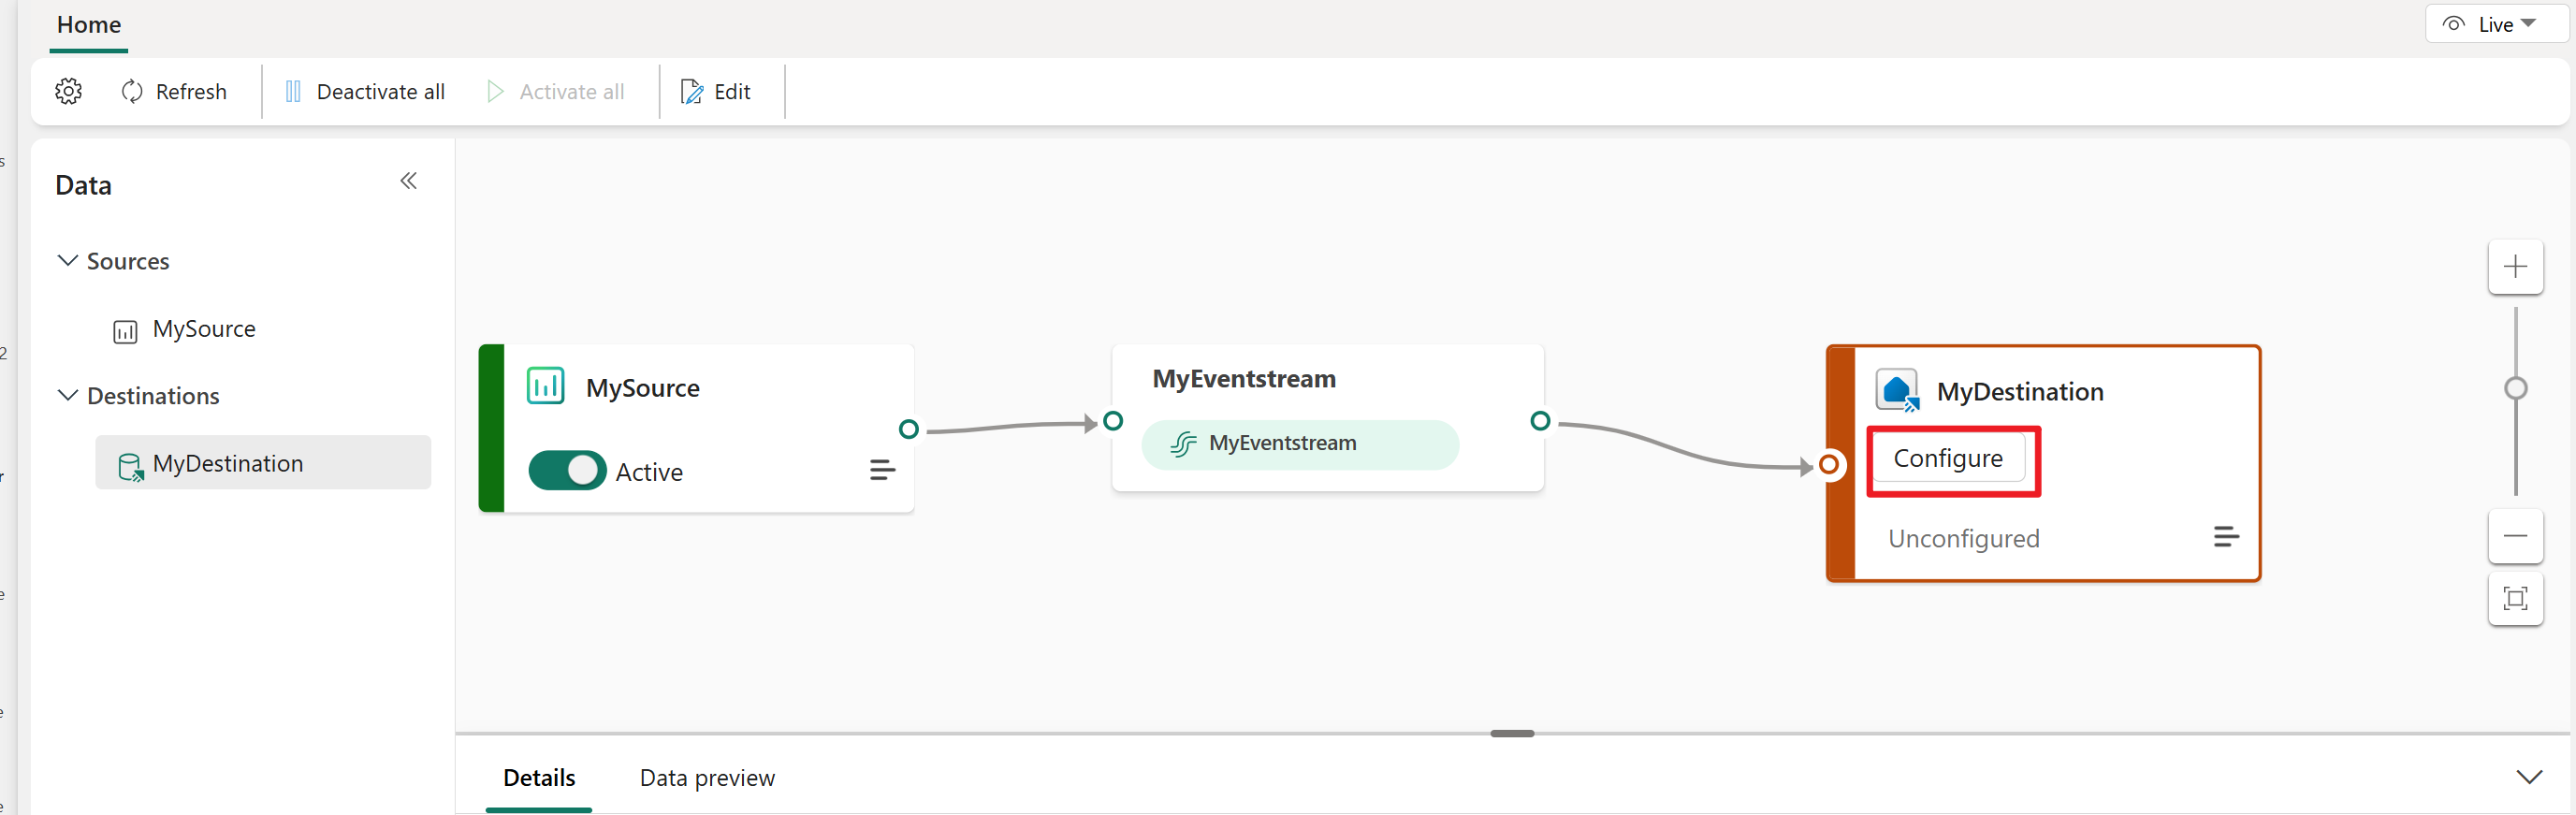 Home
Live
Refresh
Deactivate all
Activate all
Edit
Data
Sources
MySource
Destinations
MyDestination
MySource
Active
MyEventstream
MyEventstream
MyDestination
Configure
Unconfigured
Details
Data preview